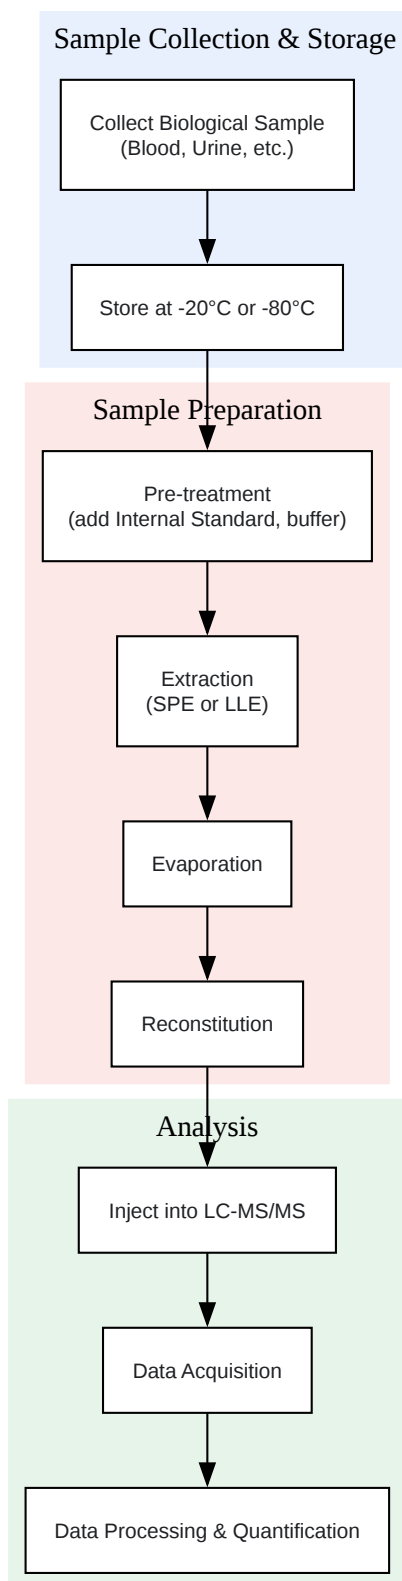 Sample Collection & Storage
Collect Biological Sample
(Blood, Urine, etc.)
Store at -20°C or -80°C
Sample Preparation
Pre-treatment
(add Internal Standard, buffer)
Extraction
(SPE or LLE)
Evaporation
Reconstitution
Analysis
Inject into LC-MS/MS
Data Acquisition
Data Processing & Quantification